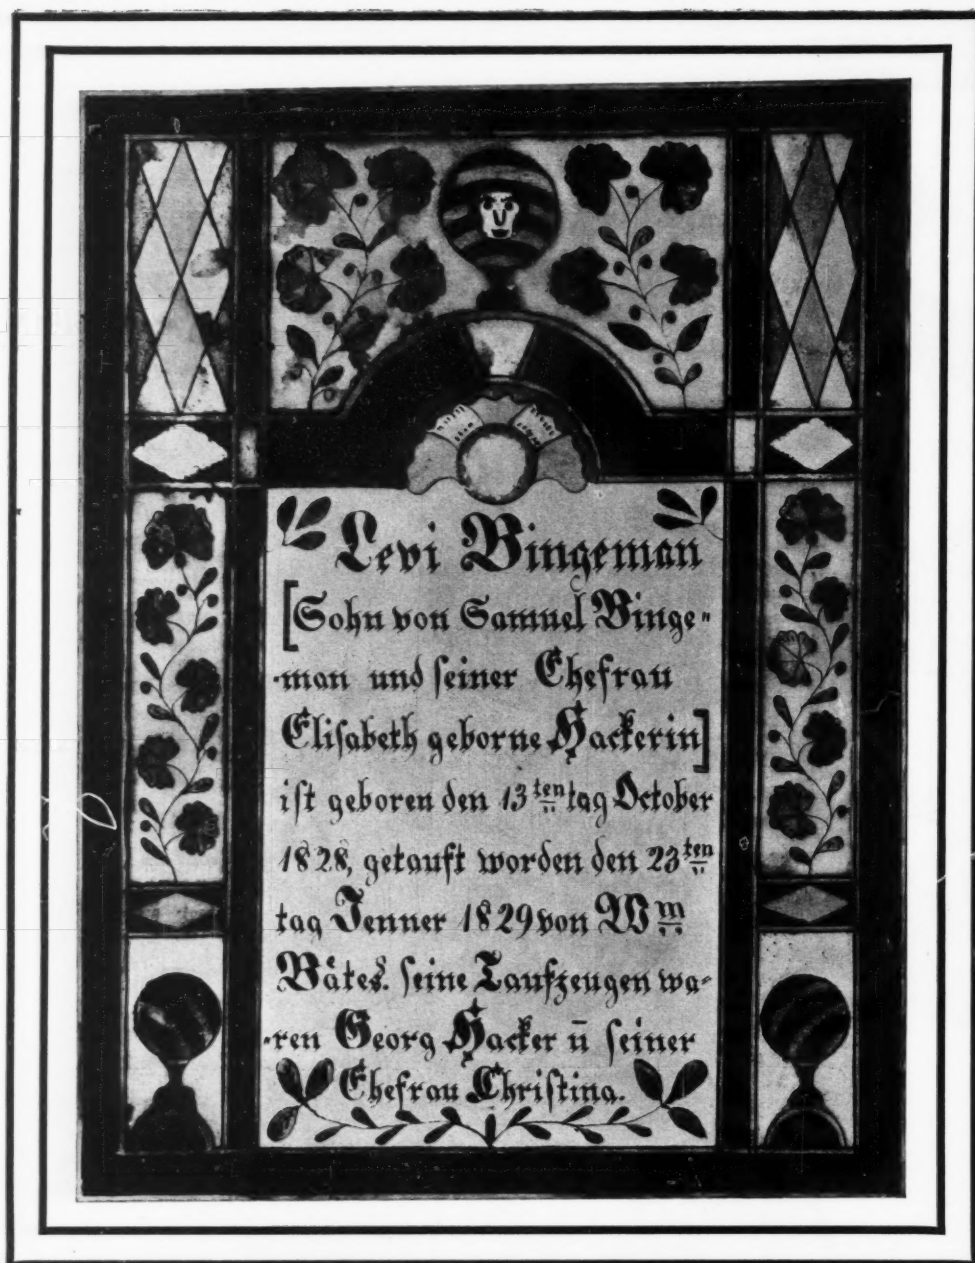 Levi Bingeman
[Sohn von Samuel Binge=
=man und seiner Ehefrau
Elisabeth geborne Hackerin]
ist geboren den 13ten tag October
1828, getauft worden den 23ten
tag Jenner 1829 von Wm
Bätes. seine Taufzeugen wa=
=ren Georg Hacker un̄ seiner
Ehefrau Christina.